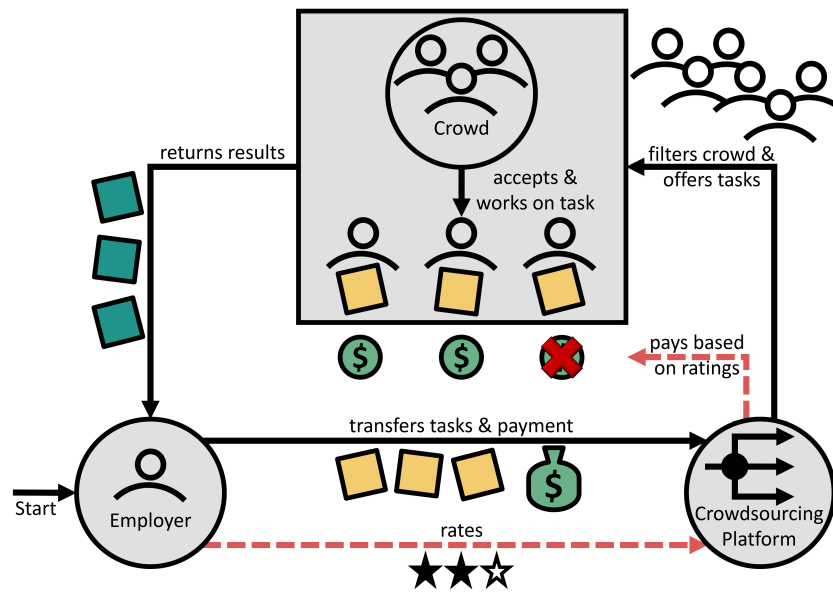 Crowd
returns results
filters crowd &
offers tasks
accepts &
works on task
$
$
$
pays based
on ratings
transfers tasks & payment
$
Start
Employer
Crowdsourcing
Platform
rates